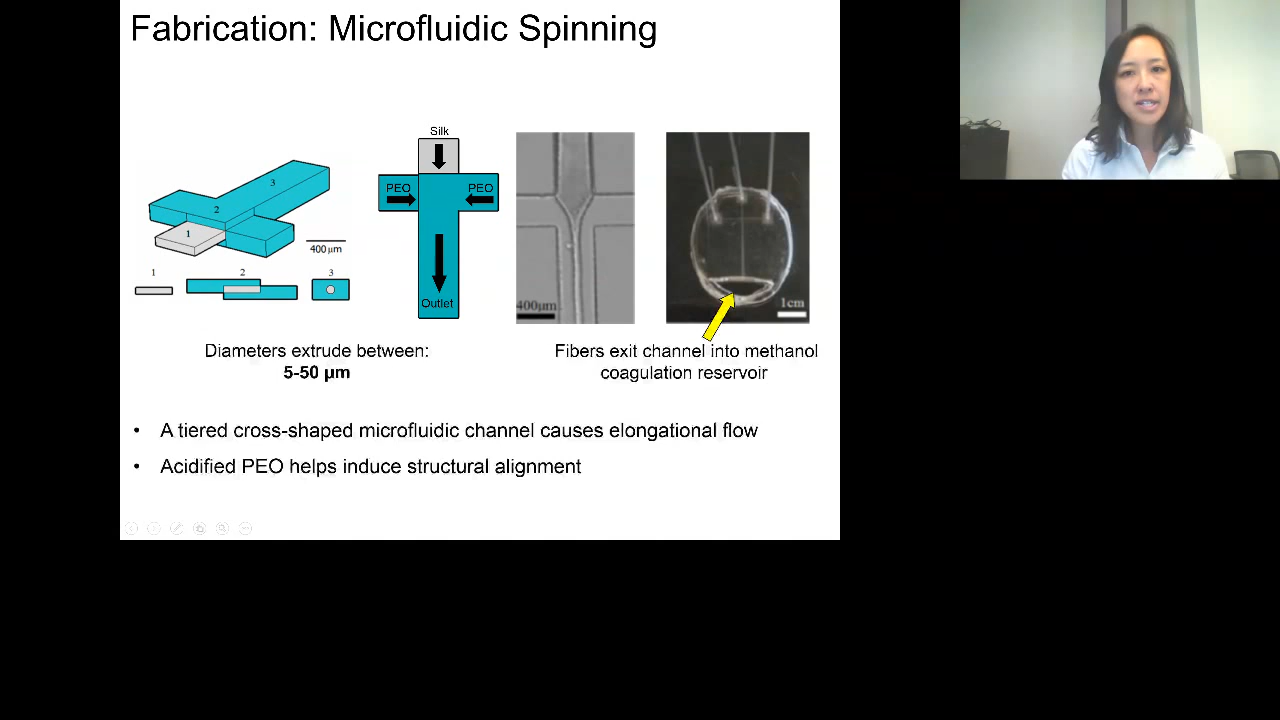 Fabrication: Microfluidic Spinning
3
2
1
400 µm
1
2
3
Silk
PEO
PEO
Outlet
400µm
1cm
Diameters extrude between:
5-50 µm
Fibers exit channel into methanol
coagulation reservoir
• A tiered cross-shaped microfluidic channel causes elongational flow
• Acidified PEO helps induce structural alignment